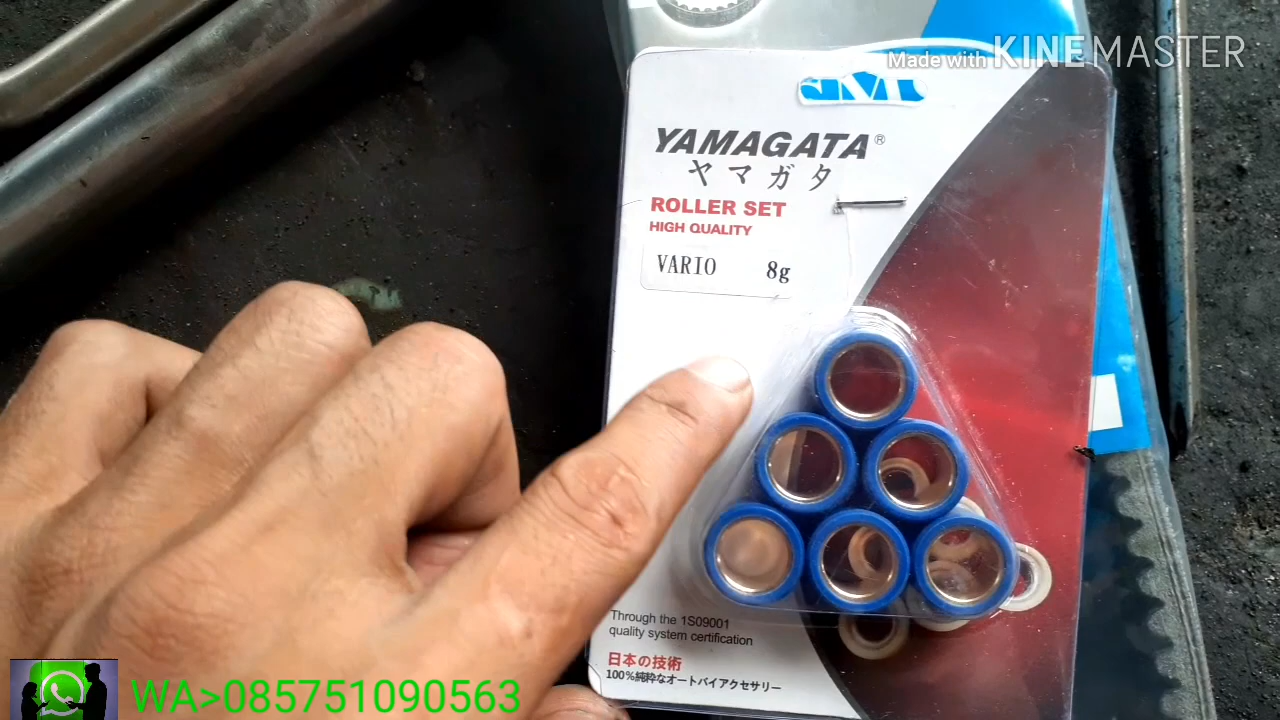 Made with KINEMASTER
YAMAGATA®
ヤマガタ
ROLLER SET
HIGH QUALITY
VARIO 8g
Through the 1S09001
quality system certification
日本の技術
100%純粋なオートバイアクセサリー
WA>085751090563